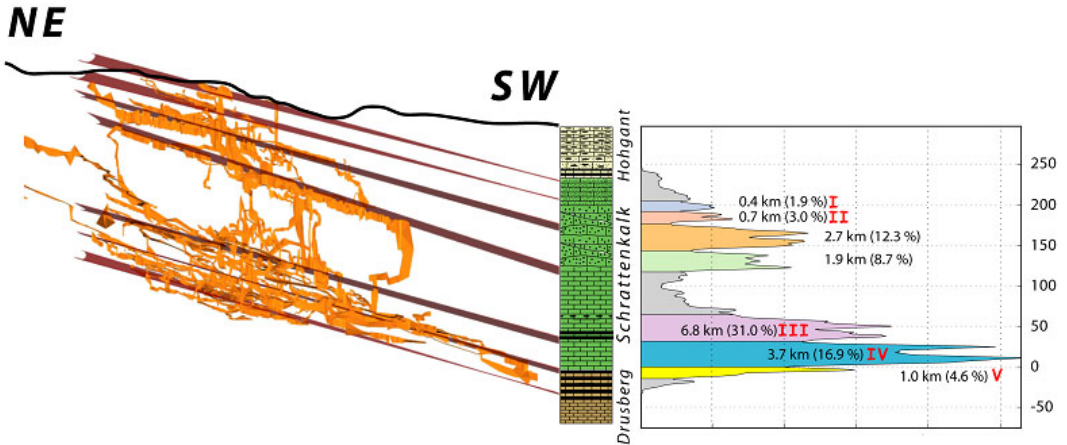 NE
SW
Hohgant
Schrattenkalk
Drusberg
0.4 km (1.9 %) I
0.7 km (3.0 %) II
2.7 km (12.3 %)
1.9 km (8.7 %)
6.8 km (31.0 %) III
3.7 km (16.9 %) IV
1.0 km (4.6 %) V
250
200
150
100
50
0
-50